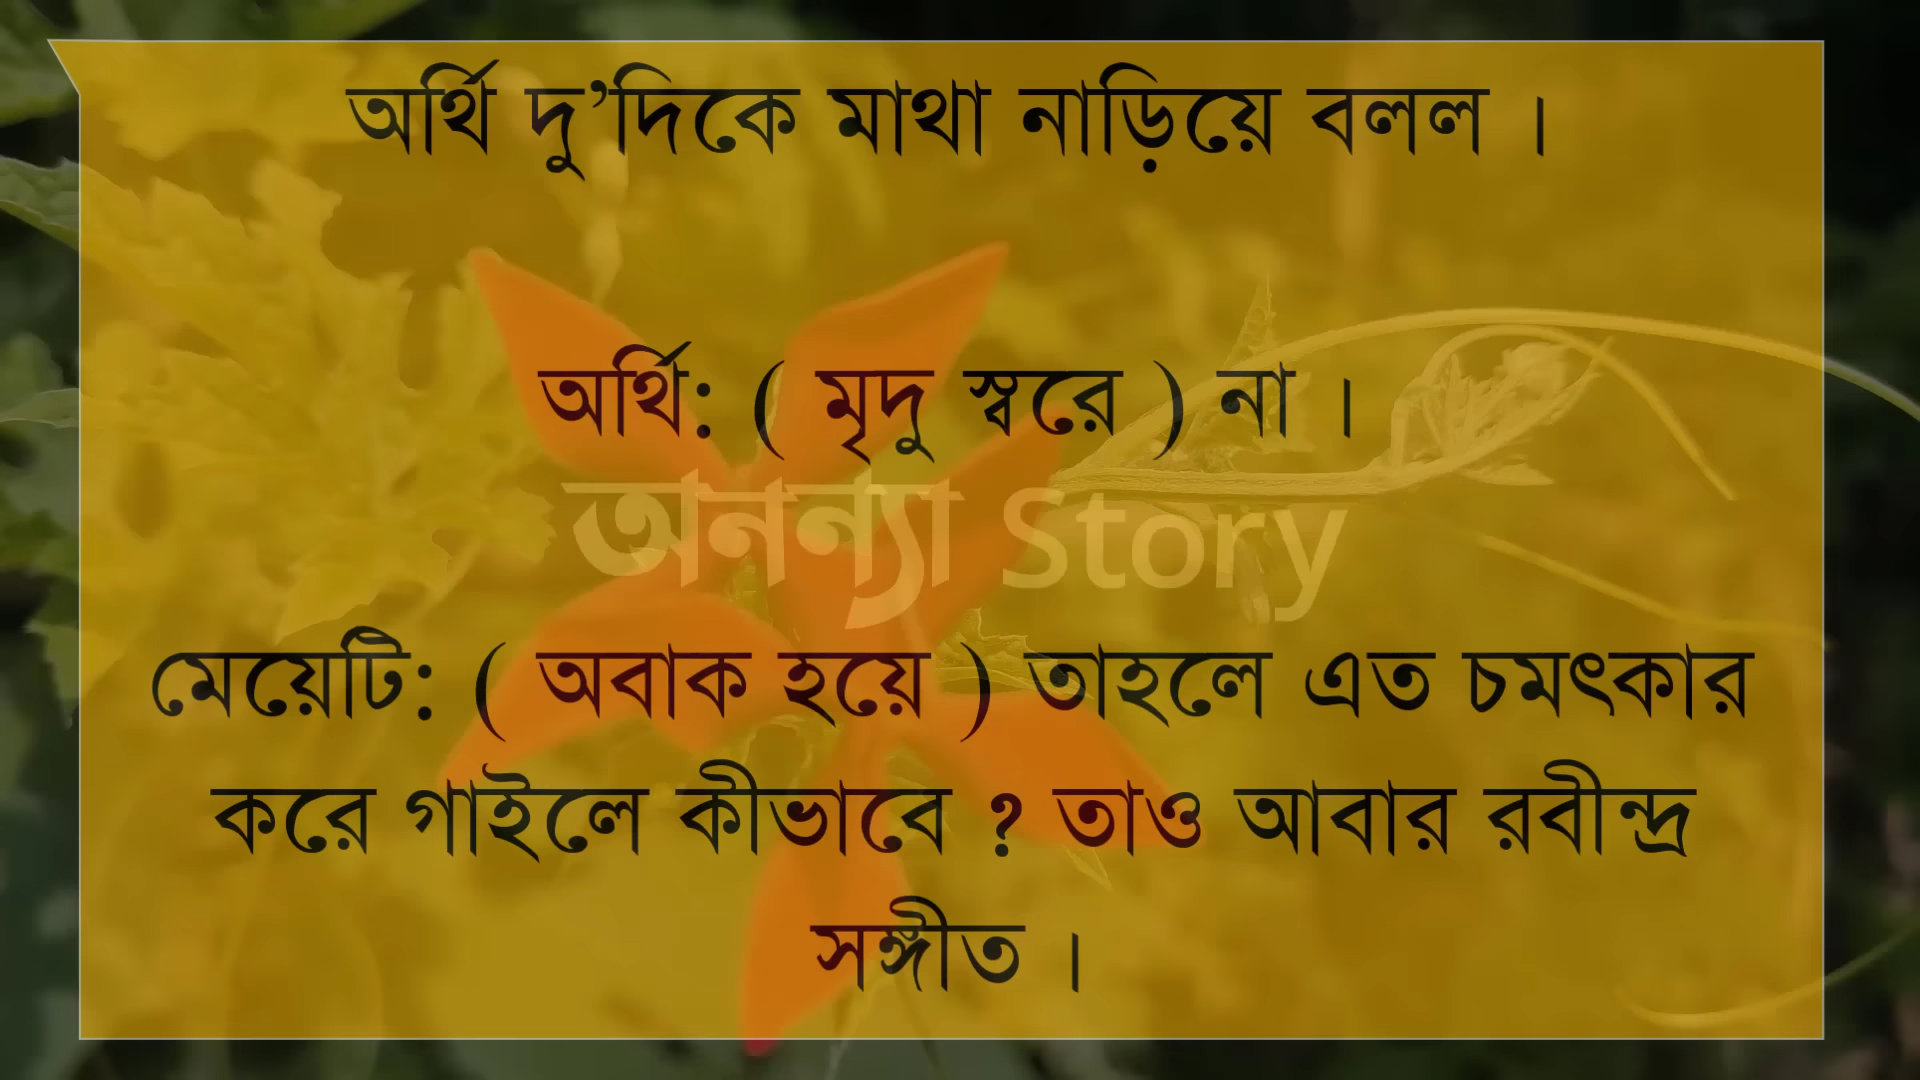 অর্থি দু’দিকে মাথা নাড়িয়ে বলল ।
অর্থি: ( মৃদু স্বরে ) না ।
অনন্যা Story
মেয়েটি: ( অবাক হয়ে ) তাহলে এত চমৎকার
করে গাইলে কীভাবে ? তাও আবার রবীন্দ্র
সঙ্গীত ।